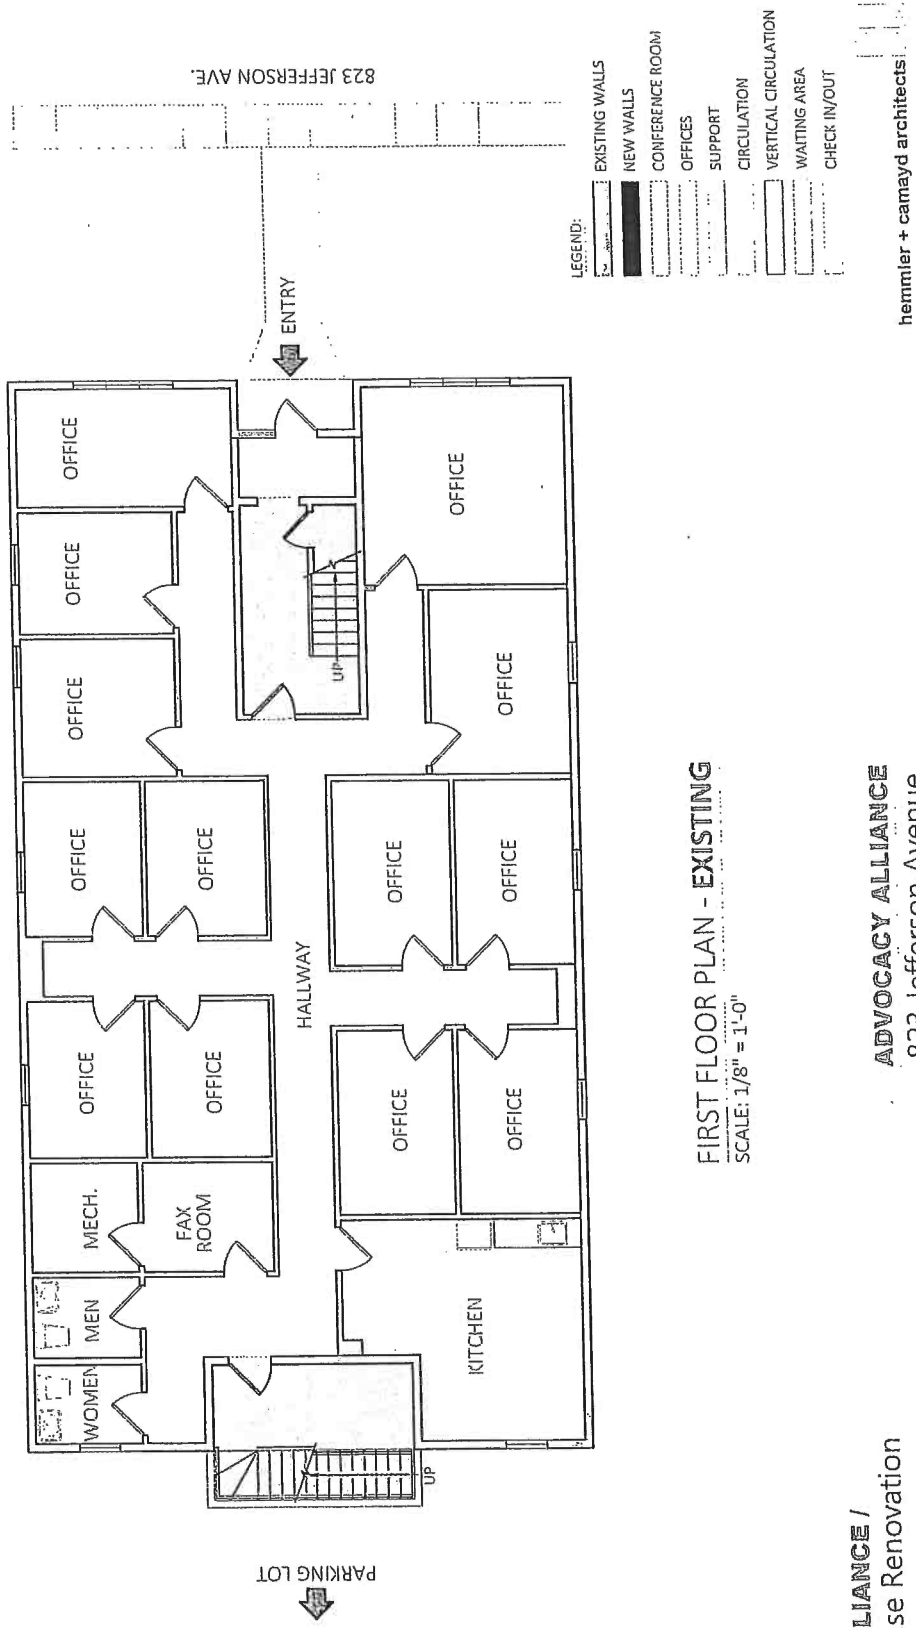 WOMEN
MEN
MECH.
OFFICE
OFFICE
OFFICE
OFFICE
OFFICE
FAX
ROOM
OFFICE
OFFICE
823 JEFFERSON AVE.
PARKING LOT
HALLWAY
UP
ENTRY
OFFICE
OFFICE
OFFICE
UP
KITCHEN
OFFICE
OFFICE
OFFICE
LEGEND:
EXISTING WALLS
NEW WALLS
CONFERENCE ROOM
OFFICES
SUPPORT
CIRCULATION
VERTICAL CIRCULATION
WAITING AREA
CHECK IN/OUT
FIRST FLOOR PLAN - EXISTING
SCALE: 1/8" = 1'-0"
LIANCE /
se Renovation
ADVOCACY ALLIANCE
823 Jefferson Avenue
hemmler + camayd architects